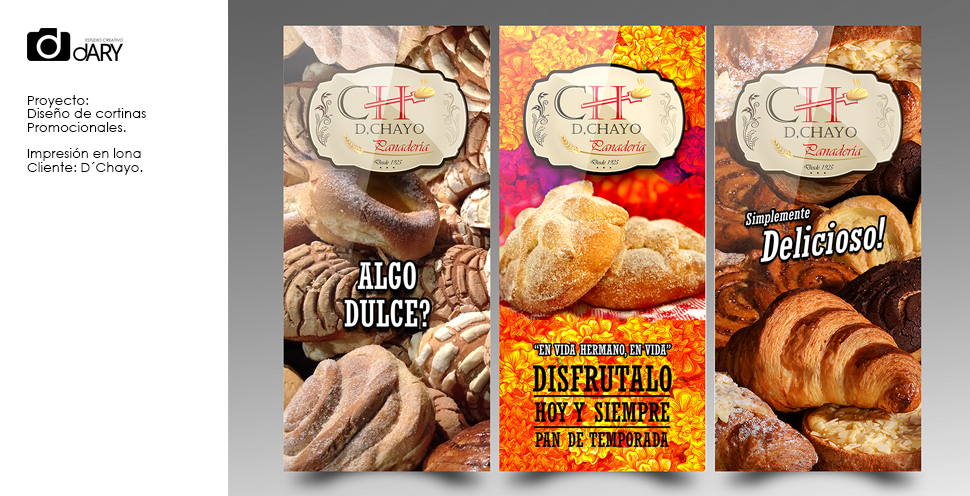 ESTUDIO CREATIVO
dARY
Proyecto:
Diseño de cortinas
Promocionales.
Impresión en lona
Cliente: D´Chayo.
CH
D,CHAYO
Panadería
Desde 1925
ALGO
DULCE?
CH
D,CHAYO
Panadería
Desde 1925
"EN VIDA, HERMANO, EN VIDA"
DISFRUTALO
HOY Y SIEMPRE
PAN DE TEMPORADA
CH
D,CHAYO
Panadería
Desde 1925
Simplemente
Delicioso!